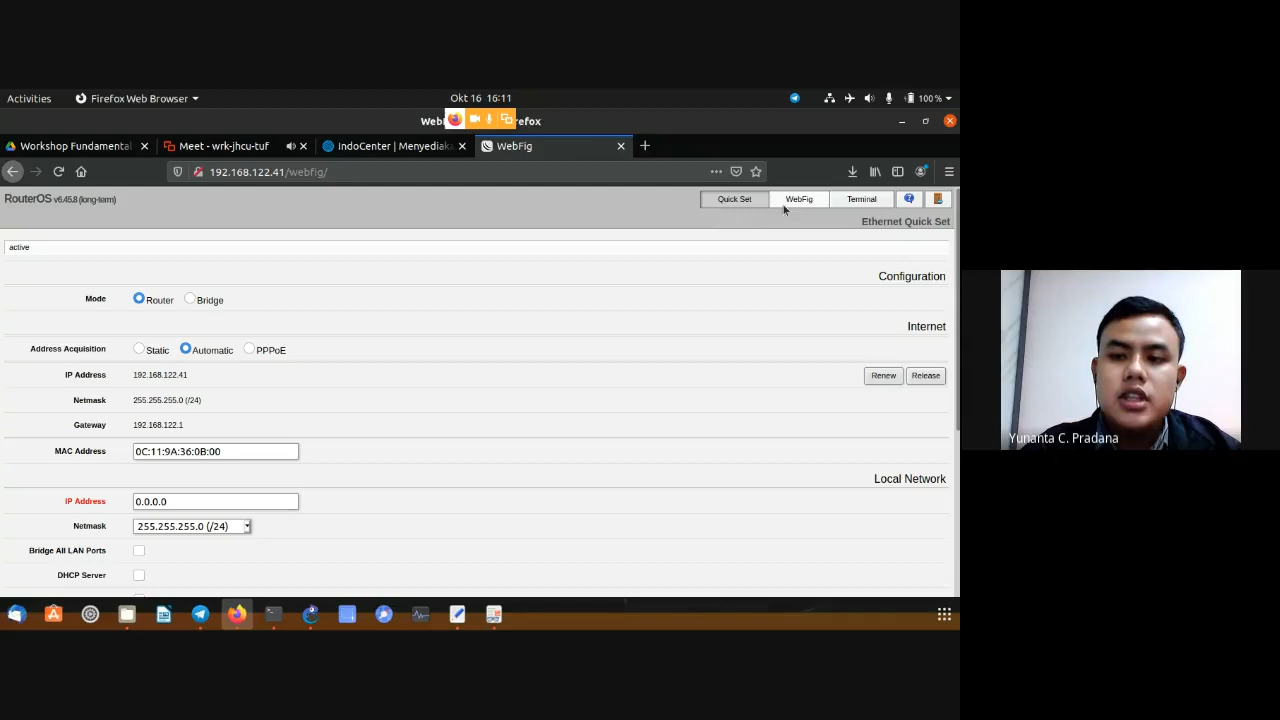 Activities
Firefox Web Browser
Okt 16 16:11
100 %
Workshop Fundamenta
Meet - wrk-jhcu-tuf
IndoCenter | Menyediaka
WebFig
192.168.122.41/webfig/
RouterOS v6.45.8 (long-term)
Quick Set
WebFig
Terminal
Ethernet Quick Set
active
Configuration
Mode
Router
Bridge
Internet
Address Acquisition
Static
Automatic
PPPoE
IP Address
192.168.122.41
Renew
Release
Netmask
255.255.255.0 (/24)
Gateway
192.168.122.1
MAC Address
0C:11:9A:36:0B:00
Local Network
IP Address
0.0.0.0
Netmask
255.255.255.0 (/24)
Bridge All LAN Ports
DHCP Server
Yunanta C. Pradana